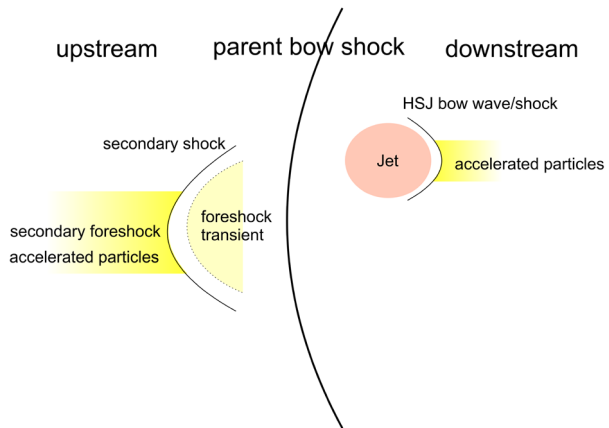 upstream
parent bow shock
downstream
HSJ bow wave/shock
secondary shock
Jet
accelerated particles
foreshock
transient
secondary foreshock
accelerated particles